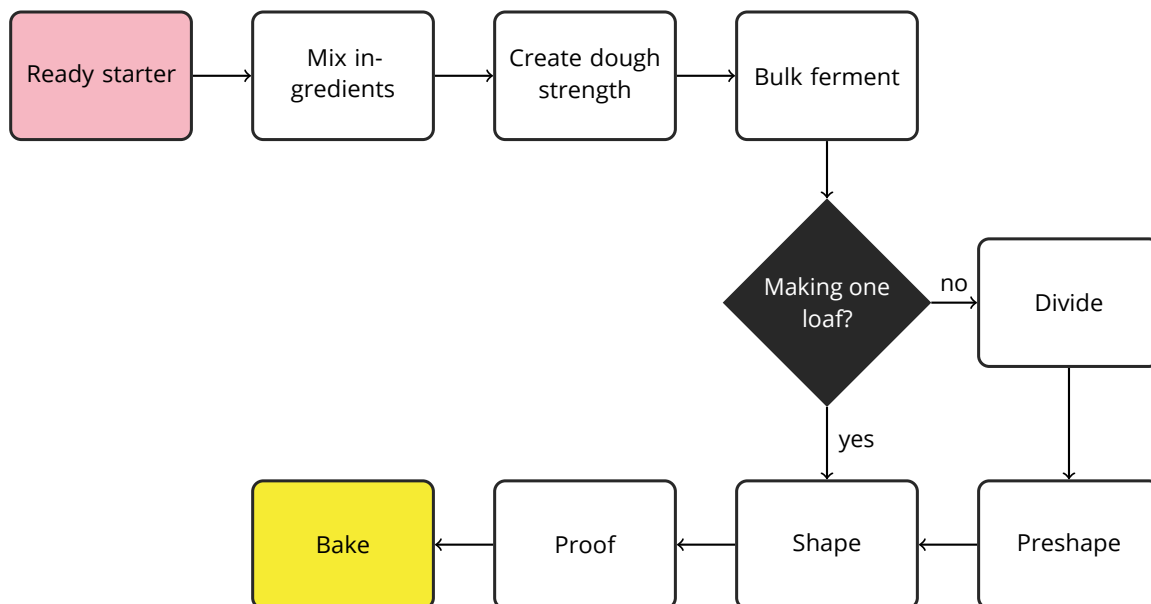 Ready starter
Mix in-
gredients
Create dough
strength
Bulk ferment
Making one
loaf?
no
Divide
yes
Bake
Proof
Shape
Preshape